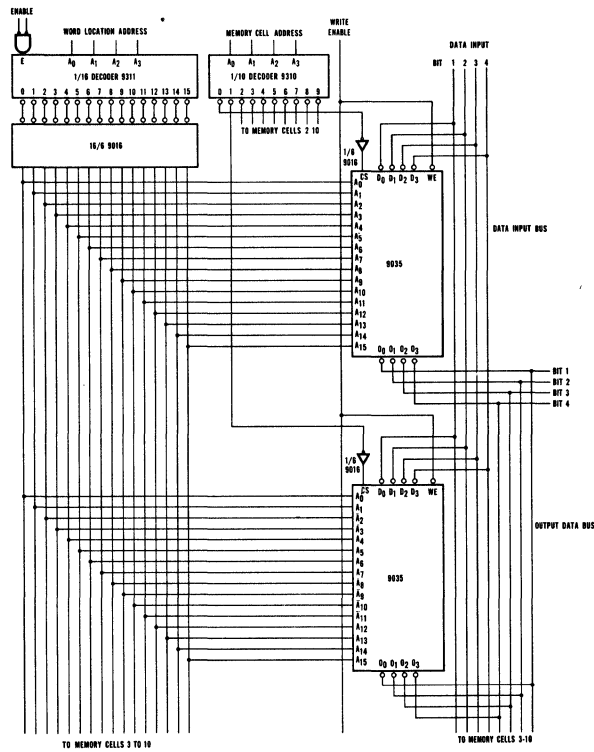 ENABLE
WORD LOCATION ADDRESS
MEMORY CELL ADDRESS
WRITE
ENABLE
DATA INPUT
BIT 1 2 3 4
E A0 A1 A2 A3
1/16 DECODER 9311
0 1 2 3 4 5 6 7 8 9 10 11 12 13 14 15
A0 A1 A2 A3
1/10 DECODER 9310
0 1 2 3 4 5 6 7 8 9
TO MEMORY CELLS 2 10
16/6 9016
1/6
9016
CS D0 D1 D2 D3 WE
A0
A1
A2
A3
A4
A5
A6
A7
A8
A9
A10
A11
A12
A13
A14
A15
9035
O0 O1 O2 O3
DATA INPUT BUS
BIT 1
BIT 2
BIT 3
BIT 4
1/6
9016
CS D0 D1 D2 D3 WE
A0
A1
A2
A3
A4
A5
A6
A7
A8
A9
A10
A11
A12
A13
A14
A15
9035
O0 O1 O2 O3
OUTPUT DATA BUS
TO MEMORY CELLS 3 TO 10
TO MEMORY CELLS 3-10